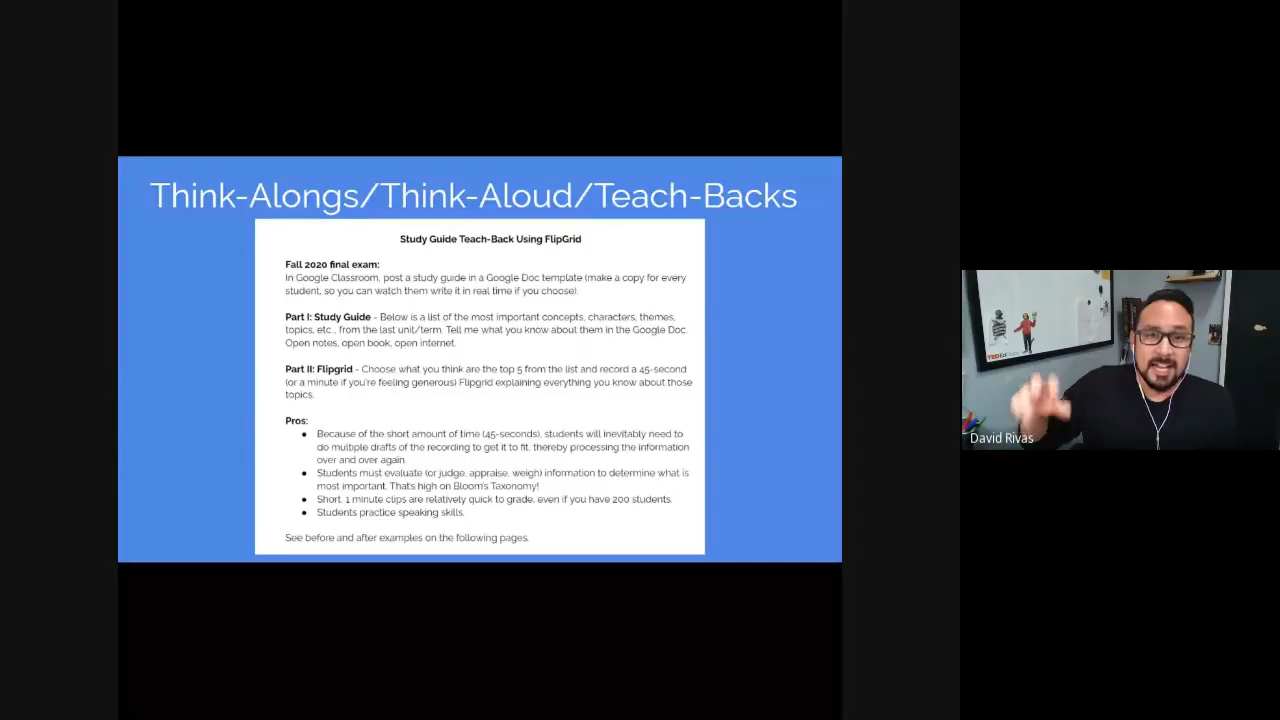 Think-Alongs/Think-Aloud/Teach-Backs
Study Guide Teach-Back Using FlipGrid
Fall 2020 final exam:
In Google Classroom, post a study guide in a Google Doc template (make a copy for every
student, so you can watch them write it in real time if you choose).
Part I: Study Guide - Below is a list of the most important concepts, characters, themes,
topics, etc., from the last unit/term. Tell me what you know about them in the Google Doc.
Open notes, open book, open internet.
Part II: Flipgrid - Choose what you think are the top 5 from the list and record a 45-second
(or a minute if you're feeling generous) Flipgrid explaining everything you know about those
topics.
Pros:
● Because of the short amount of time (45-seconds), students will inevitably need to
do multiple drafts of the recording to get it to fit, thereby processing the information
over and over again.
● Students must evaluate (or judge, appraise, weigh) information to determine what is
most important. That's high on Bloom's Taxonomy!
● Short, 1 minute clips are relatively quick to grade, even if you have 200 students.
● Students practice speaking skills.
See before and after examples on the following pages.
TEDEd
David Rivas